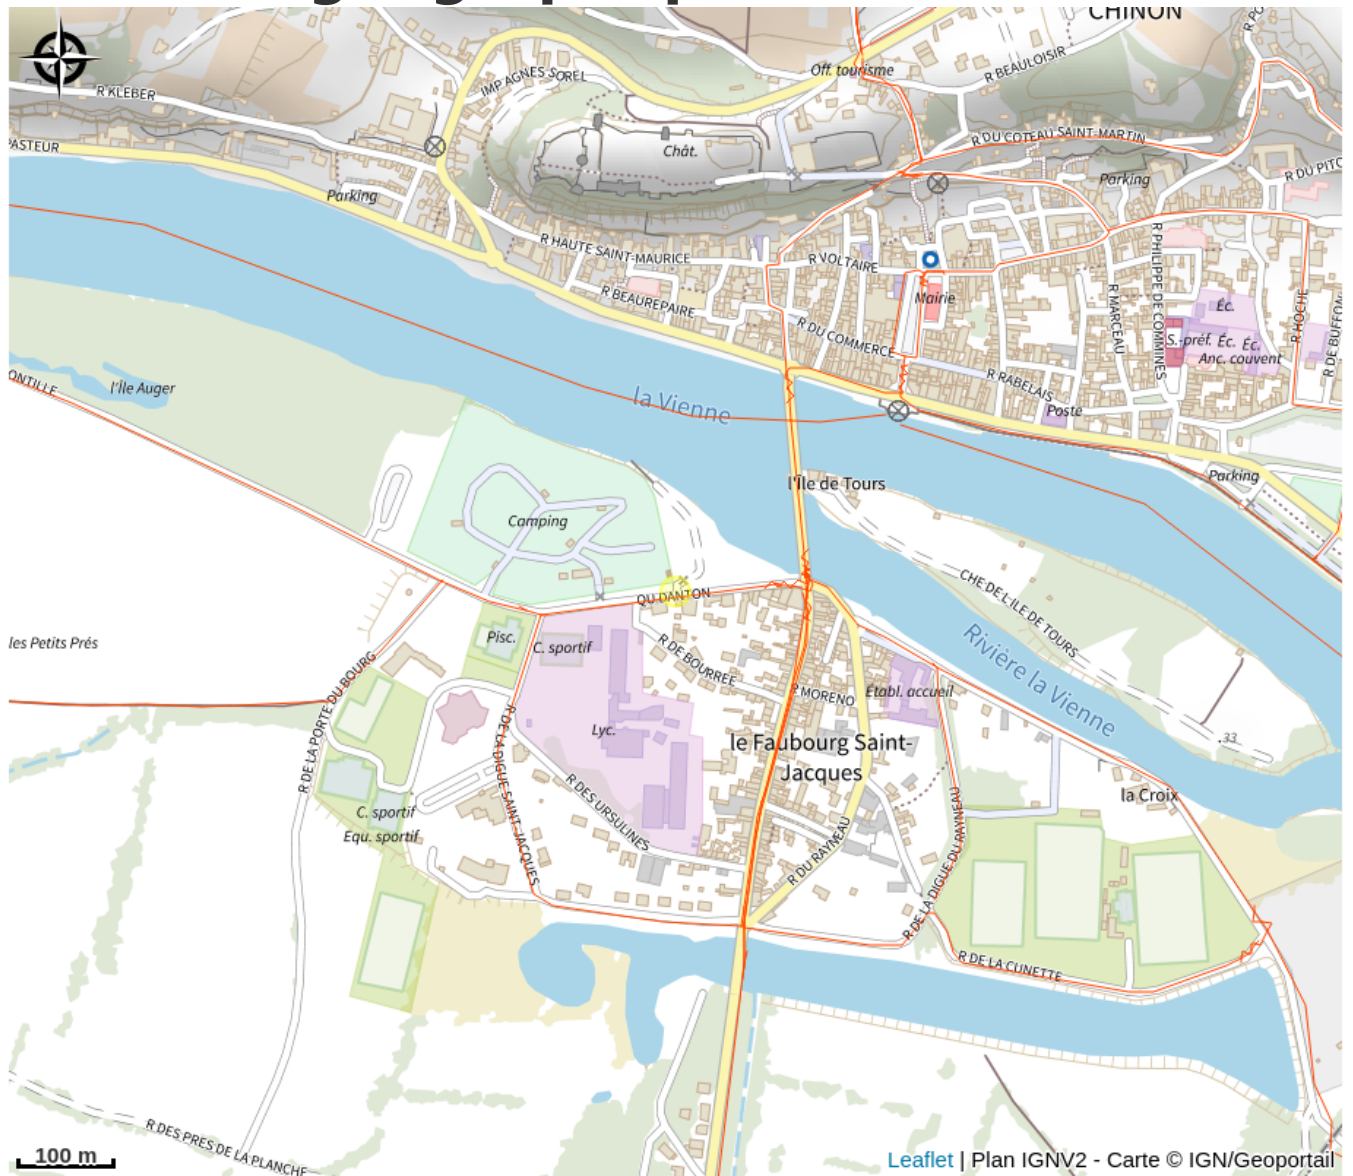 CHINON
Off. tourisme
R BEAULOISIR
IMP AGNES SOREL
R KLEBER
R DU COTEAU SAINT-MARTIN
PASTEUR
Chât.
Parking
Parking
R DU PITO
R HAUTE SAINT-MAURICE
R VOLTAIRE
R PHILIPPE DE COMMINES
R BEAUREPAIRE
Mairie
R MARCEAU
Éc.
R HOCHE
R DE BUFFON
R DU COMMERCE
S.-préf. Éc. Éc.
Anc. couvent
R RABELAIS
l'Île Auger
ONTILLE
la Vienne
Poste
Parking
l'Ile de Tours
Camping
CHE DE L'ILE DE TOURS
QU DANTON
les Petits Prés
Pisc.
C. sportif
R DE BOURREE
Rivière la Vienne
R DE LA PORTE DU BOURG
R MORENO
Etabl. accueil
Lyc.
le Faubourg Saint-
Jacques
.33
R DE LA DIGUE SAINT-JACQUES
R DES URSULINES
la Croix
C. sportif
Equ. sportif
R DU RAYNEAU
R DE LA DIGUE DU RAYNEAU
R DE LA CUNETTE
R DES PRES DE LA PLANCHE
100 m
Leaflet | Plan IGNV2 - Carte © IGN/Geoportail